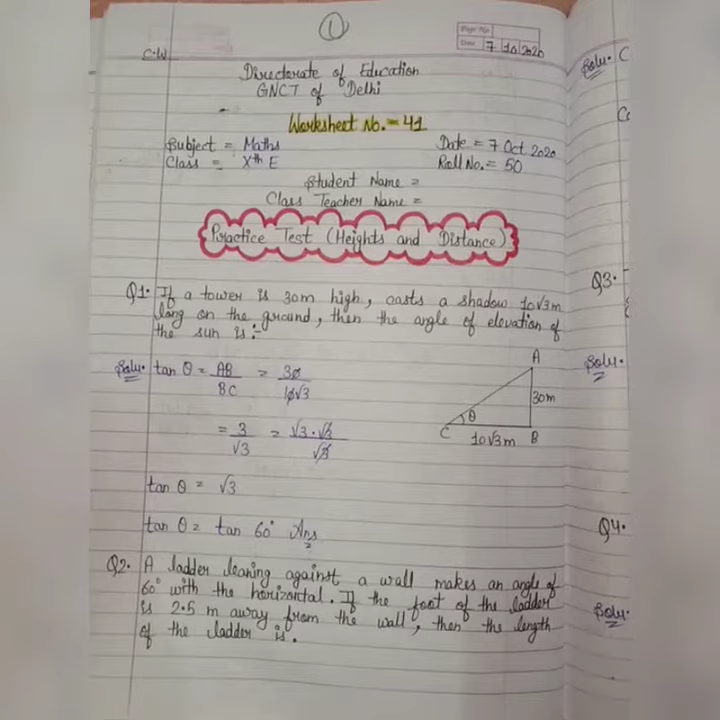 1
Page No.
C.W
Date 7 10 2020
Directorate of Education
GNCT of Delhi
Worksheet No. = 41
Subject = Maths
Date = 7 Oct 2020
Class = Xth E
Roll No. = 50
Student Name =
Class Teacher Name =
Practice Test (Heights and Distance)
Q1. If a tower is 30m high, casts a shadow 10√3m
long on the ground, then the angle of elevation of
the sun is :-
Solu. tan θ = AB/BC = 30/10√3
= 3/√3 = √3.√3/√3
tan θ = √3
tan θ = tan 60° Ans
A
30m
θ
C 10√3m B
Q2. A ladder leaning against a wall makes an angle of
60° with the horizontal. If the foot of the ladder
is 2.5 m away from the wall, then the length
of the ladder is.
Solu.
Q3.
Solu.
Q4.
Solu.